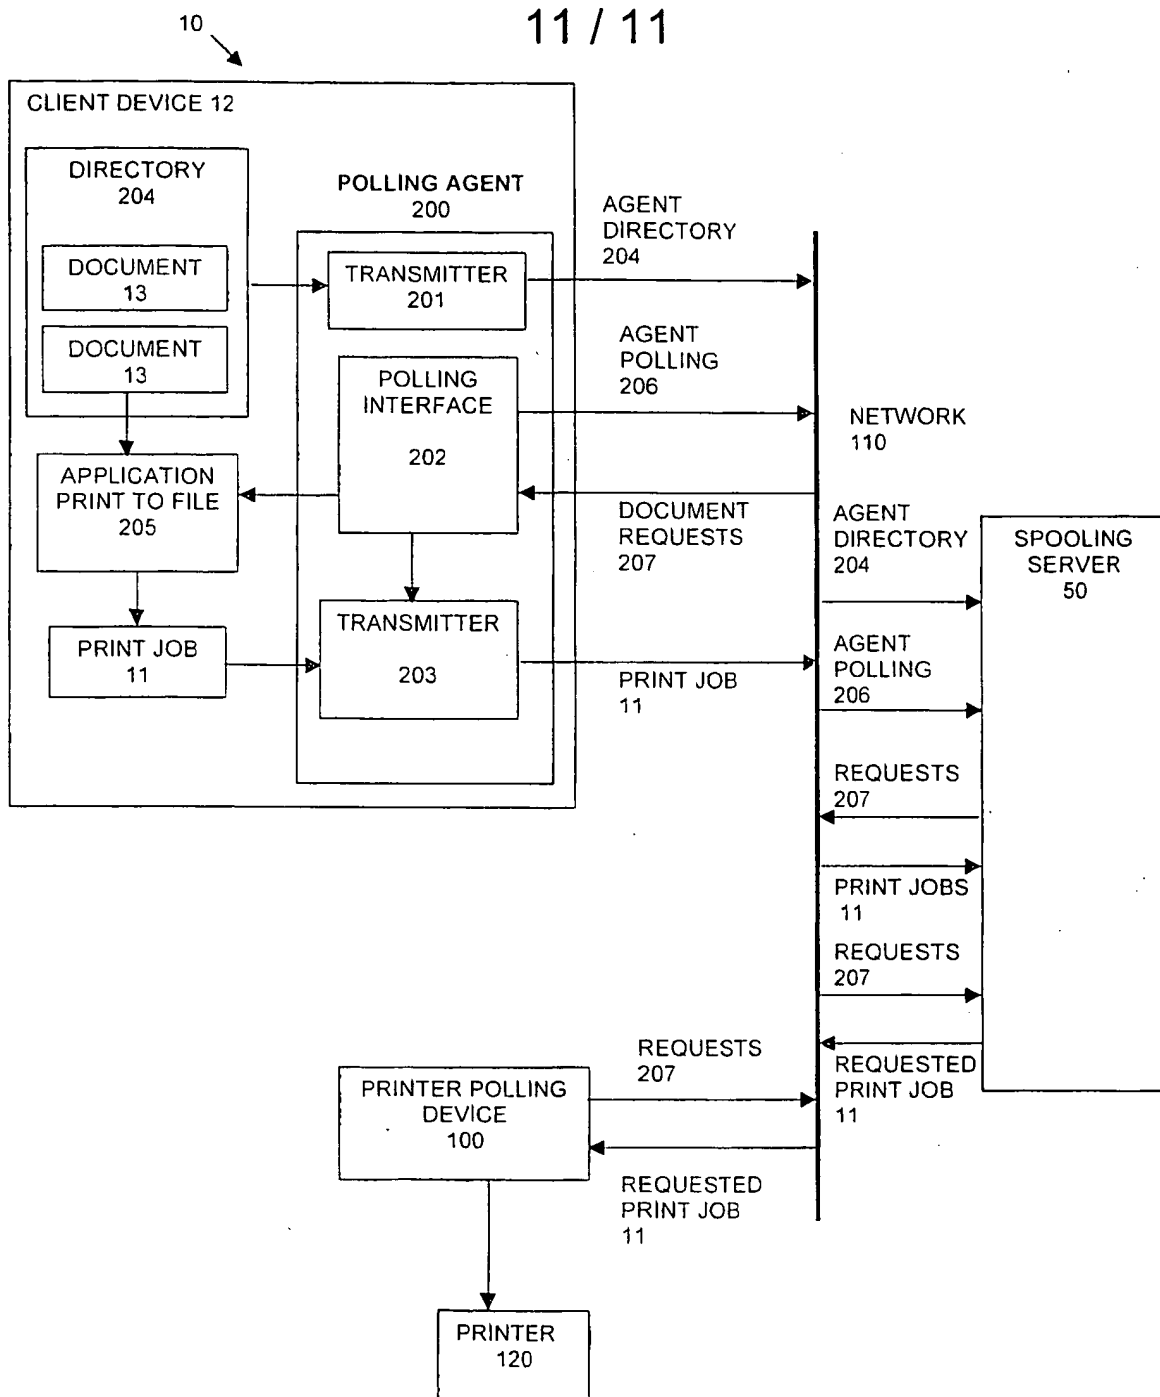 11 / 11
10
CLIENT DEVICE 12
DIRECTORY
204
DOCUMENT
13
DOCUMENT
13
APPLICATION
PRINT TO FILE
205
PRINT JOB
11
POLLING AGENT
200
TRANSMITTER
201
POLLING
INTERFACE
202
TRANSMITTER
203
AGENT
DIRECTORY
204
AGENT
POLLING
206
DOCUMENT
REQUESTS
207
PRINT JOB
11
NETWORK
110
AGENT
DIRECTORY
204
AGENT
POLLING
206
REQUESTS
207
PRINT JOBS
11
REQUESTS
207
REQUESTED
PRINT JOB
11
SPOOLING
SERVER
50
REQUESTS
207
PRINTER POLLING
DEVICE
100
REQUESTED
PRINT JOB
11
PRINTER
120